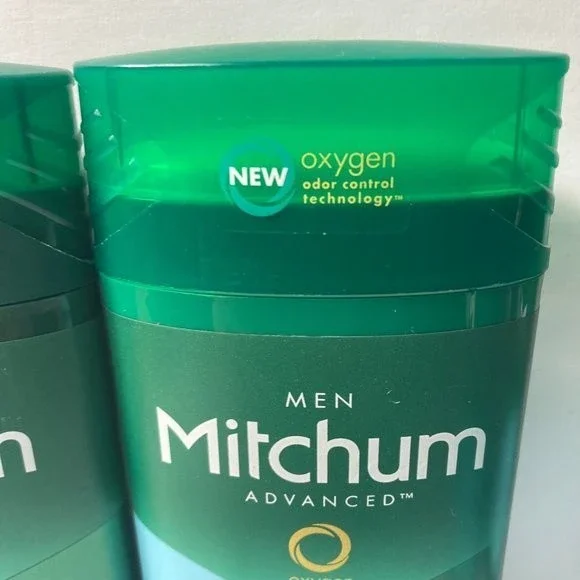 NEW
oxygen
odor control
technology™
MEN
Mitchum
ADVANCED™